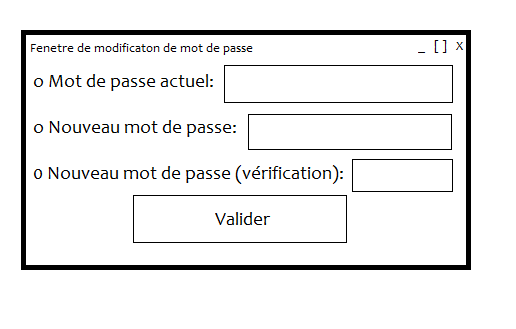 Fenetre de modificaton de mot de passe _ [ ] X
o Mot de passe actuel:
o Nouveau mot de passe:
o Nouveau mot de passe (vérification):
Valider